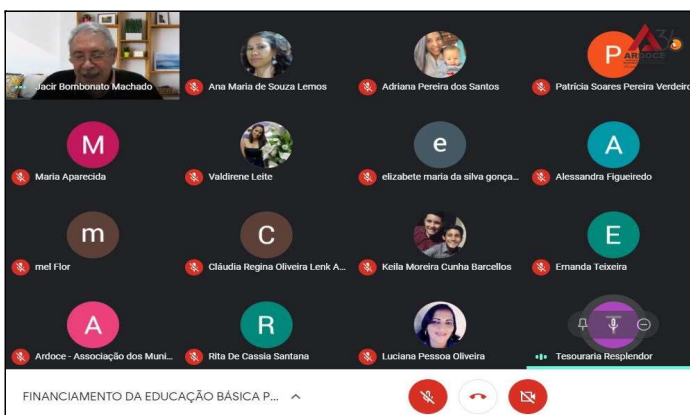 Jacir Bombonato Machado
Ana Maria de Souza Lemos
Adriana Pereira dos Santos
P
ARDOCE
Patrícia Soares Pereira Verdeiro
M
Maria Aparecida
Valdirene Leite
e
elizabete maria da silva gonça...
A
Alessandra Figueiredo
m
mel Flor
C
Cláudia Regina Oliveira Lenk A...
Keila Moreira Cunha Barcellos
E
Ernanda Teixeira
A
Ardoce - Associação dos Muni...
R
Rita De Cassia Santana
Luciana Pessoa Oliveira
Tesouraria Resplendor
FINANCIAMENTO DA EDUCAÇÃO BÁSICA P...